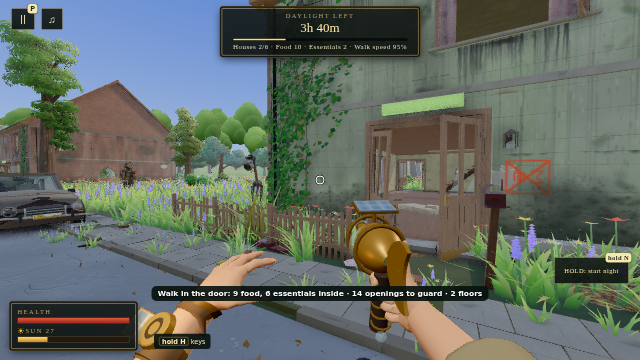 P
DAYLIGHT LEFT
3h 40m
Houses 2/6 · Food 10 · Essentials 2 · Walk speed 95%
hold N
HOLD: start night
Walk in the door: 9 food, 6 essentials inside · 14 openings to guard · 2 floors
HEALTH
SUN 27
hold H keys